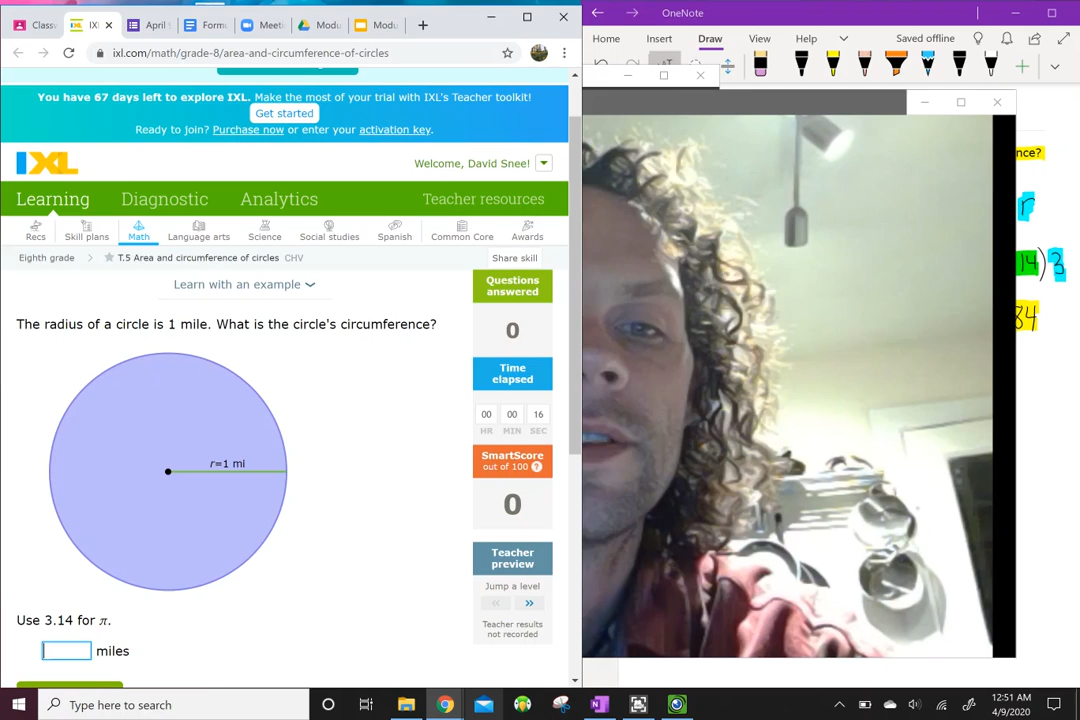 Classw
IXI
April
Formu
Meeti
Modu
Modu
ixl.com/math/grade-8/area-and-circumference-of-circles
You have 67 days left to explore IXL. Make the most of your trial with IXL's Teacher toolkit!
Get started
Ready to join? Purchase now or enter your activation key.
IXL
Welcome, David Snee!
Learning
Diagnostic
Analytics
Teacher resources
Recs
Skill plans
Math
Language arts
Science
Social studies
Spanish
Common Core
Awards
Eighth grade
T.5 Area and circumference of circles CHV
Share skill
Learn with an example
Questions answered
0
The radius of a circle is 1 mile. What is the circle's circumference?
Time elapsed
00 00 16
HR MIN SEC
SmartScore
out of 100 ?
0
r=1 mi
Teacher preview
Jump a level
Teacher results not recorded
Use 3.14 for π.
miles
OneNote
Home
Insert
Draw
View
Help
Saved offline
nce?
r
14)3
84
Type here to search
12:51 AM
4/9/2020